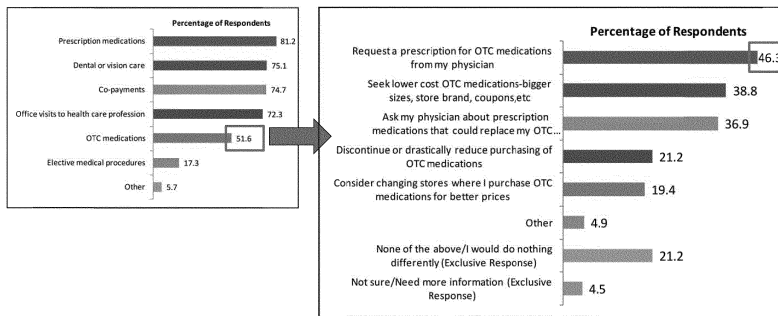 Percentage of Respondents
Prescription medications 81.2
Dental or vision care 75.1
Co-payments 74.7
Office visits to health care profession 72.3
OTC medications 51.6
Elective medical procedures 17.3
Other 5.7
Percentage of Respondents
Request a prescription for OTC medications
from my physician 46.3
Seek lower cost OTC medications-bigger
sizes, store brand, coupons,etc 38.8
Ask my physician about prescription
medications that could replace my OTC... 36.9
Discontinue or drastically reduce purchasing of
OTC medications 21.2
Consider changing stores where I purchase OTC
medications for better prices 19.4
Other 4.9
None of the above/I would do nothing
differently (Exclusive Response) 21.2
Not sure/Need more information (Exclusive
Response) 4.5